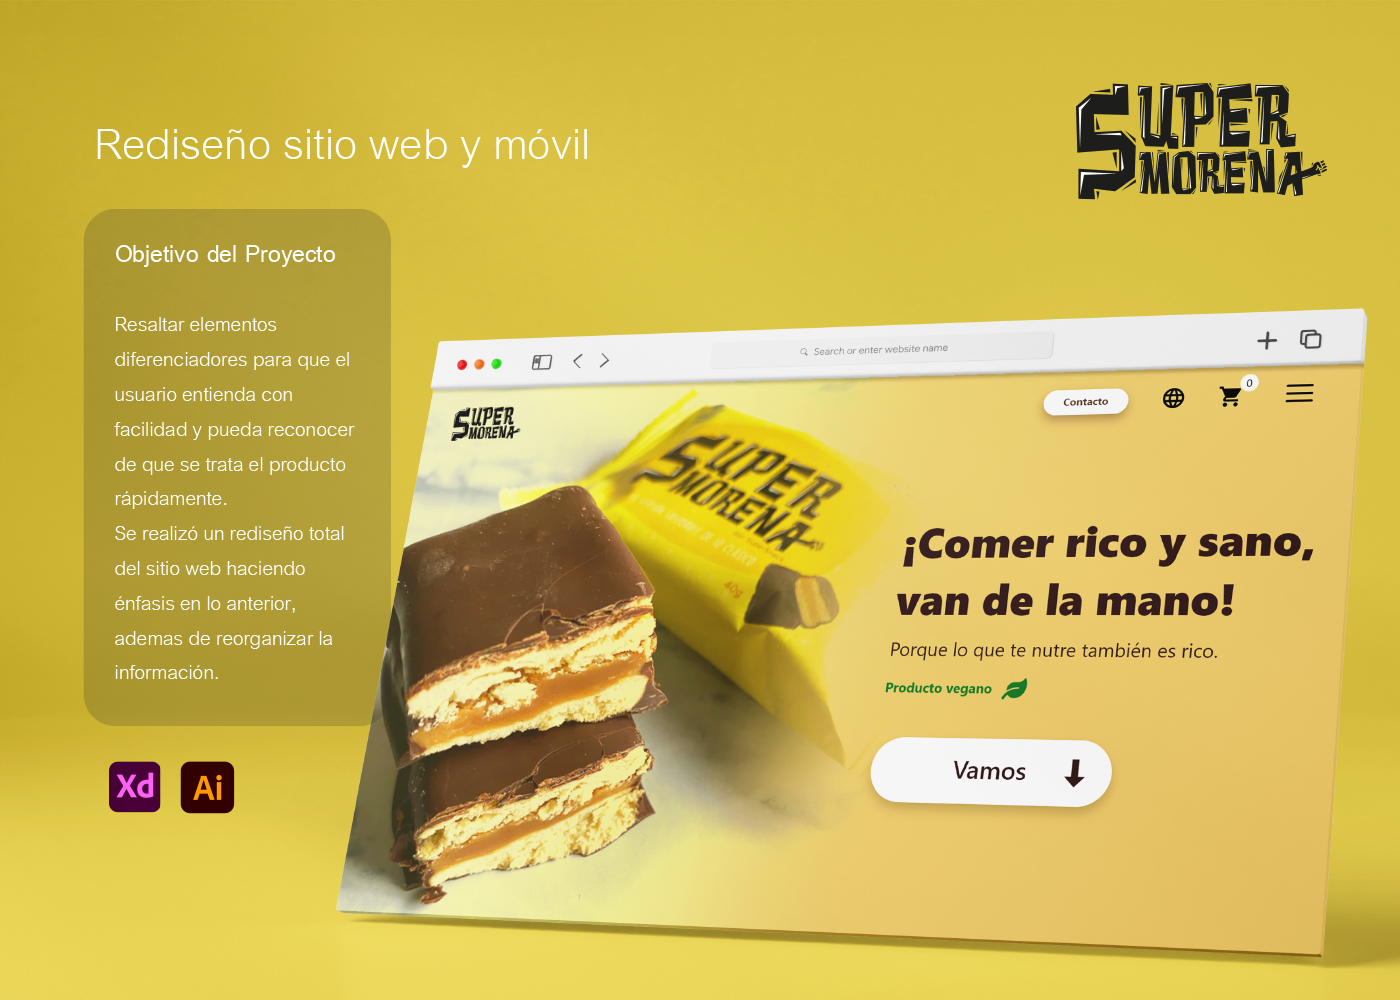 Rediseño sitio web y móvil
SUPER
MORENA
Objetivo del Proyecto
Resaltar elementos
diferenciadores para que el
usuario entienda con
facilidad y pueda reconocer
de que se trata el producto
rápidamente.
Se realizó un rediseño total
del sitio web haciendo
énfasis en lo anterior,
ademas de reorganizar la
información.
Xd
Ai
Search or enter website name
SUPER
MORENA
Contacto
0
SUPER
MORENA
40g
¡Comer rico y sano,
van de la mano!
Porque lo que te nutre también es rico.
Producto vegano
Vamos